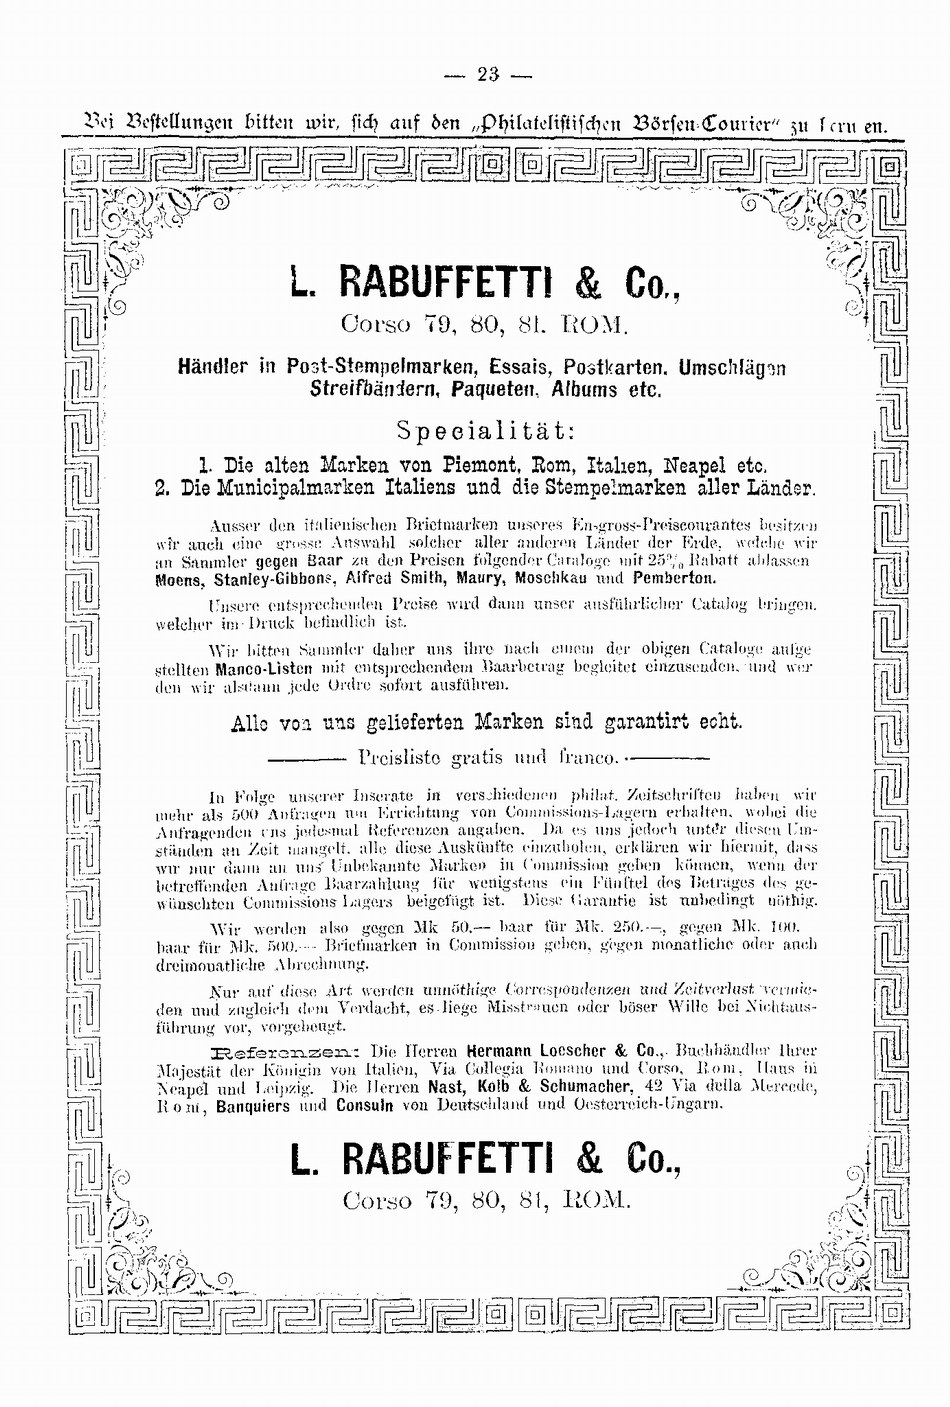 — 23 —
Bei Bestellungen bitten wir, sich auf den „Philatelistischen Börsen-Courier“ zu
L. RABUFFETTI & Co.,
Corso 79, 80, 81. ROM.
Händler in Post-Stempelmarken, Essais, Postkarten, Umschlägen
Streifbändern, Paqueten, Albums etc.
Specialität:
1. Die alten Marken von Piemont, Rom, Italien, Neapel etc.
2. Die Municipalmarken Italiens und die Stempelmarken aller Länder.
Ausser den italienischen Briefmarken unseres En-gross-Preiscourantes besitzen
wir auch eine grosse Auswahl solcher aller anderen Länder der Erde, welche wir
an Sammler gegen Baar zu den Preisen folgender Cataloge mit 25% Rabatt ablassen
Moens, Stanley-Gibbons, Alfred Smith, Maury, Moschkau und Pemberton.
Unsere entsprechenden Preise wird dann unser ausführlicher Catalog bringen,
welcher im Druck befindlich ist.
Wir bitten Sammler daher uns ihre nach einem der obigen Cataloge aufge
stellten Manco-Listen mit entsprechendem Baarbetrag begleitet einzusenden, und wer
den wir alsdann jede Ordre sofort ausführen.
Alle von uns gelieferten Marken sind garantirt echt.
Preisliste gratis und franco.
In Folge unserer Inserate in verschiedenen philat. Zeitschriften haben wir
mehr als 500 Anfragen um Errichtung von Commissions-Lagern erhalten, wobei die
Anfragenden uns jedesmal Referenzen angaben. Da es uns jedoch unter diesen Um-
ständen an Zeit mangelt, alle diese Auskünfte einzuholen, erklären wir hiermit, dass
wir nur dann an uns Unbekannte Marken in Commission geben können, wenn der
betreffenden Anfrage Baarzahlung für wenigstens ein Fünftel des Betrages des ge-
wünschten Commissions Lagers beigefügt ist. Diese Garantie ist unbedingt nöthig.
Wir werden also gegen Mk 50.— baar für Mk. 250.—, gegen Mk. 100.
baar für Mk. 500.— Briefmarken in Commission geben, gegen monatliche oder auch
dreimonatliche Abrechnung.
Nur auf diese Art werden unnöthige Correspondenzen und Zeitverlust vermie-
den und zugleich dem Verdacht, es liege Misstrauen oder böser Wille bei Nichtaus-
führung vor, vorgebeugt.
Referenzen: Die Herren Hermann Loescher & Co., Buchhändler Ihrer
Majestät der Königin von Italien, Via Collegia Romano und Corso, Rom, Haus in
Neapel und Leipzig. Die Herren Nast, Kolb & Schumacher, 42 Via della Mercede,
Rom, Banquiers und Consuln von Deutschland und Oesterreich-Ungarn.
L. RABUFFETTI & Co.,
Corso 79, 80, 81, ROM.